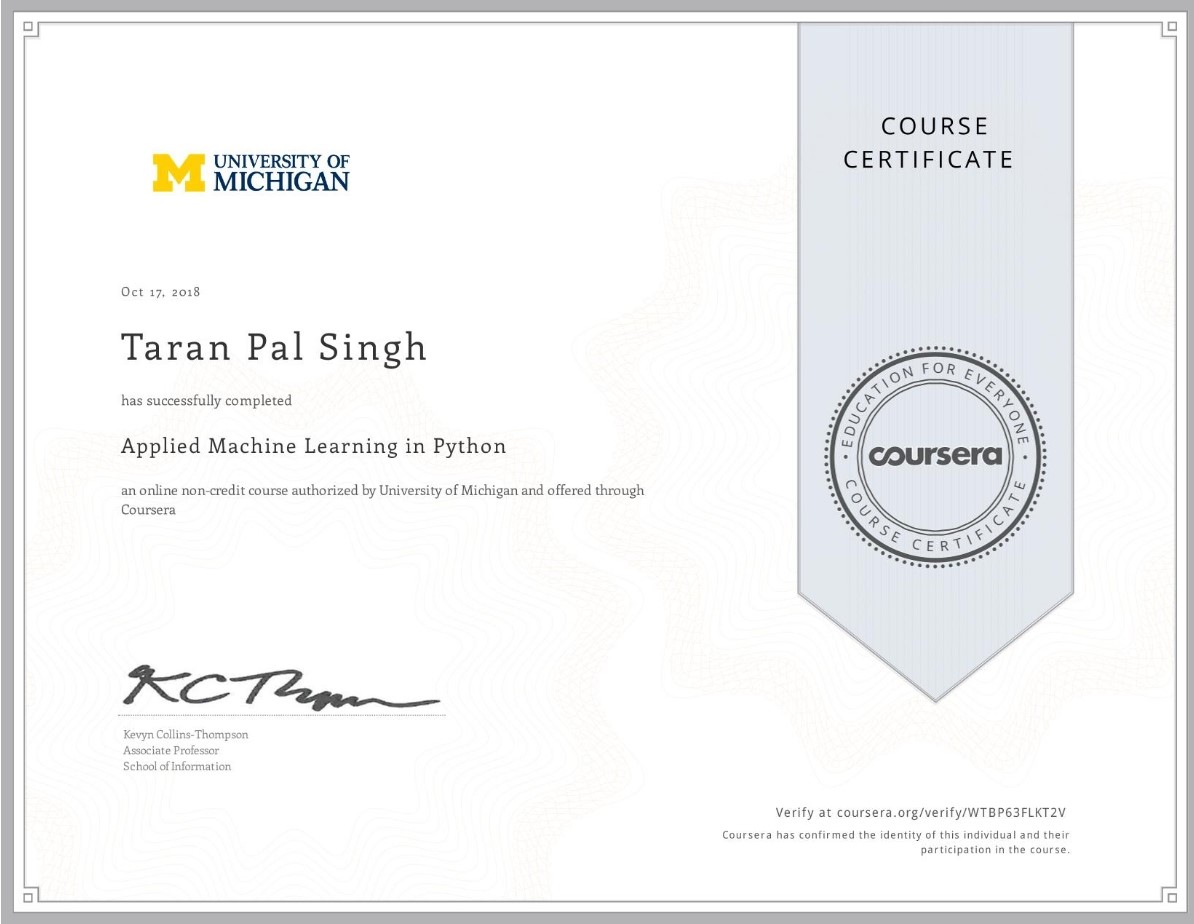 UNIVERSITY OF
MICHIGAN
COURSE
CERTIFICATE
Oct 17, 2018
Taran Pal Singh
has successfully completed
Applied Machine Learning in Python
an online non-credit course authorized by University of Michigan and offered through
Coursera
EDUCATION FOR EVERYONE
coursera
COURSE CERTIFICATE
KC Thompson
Kevyn Collins-Thompson
Associate Professor
School of Information
Verify at coursera.org/verify/WTBP63FLKT2V
Coursera has confirmed the identity of this individual and their
participation in the course.